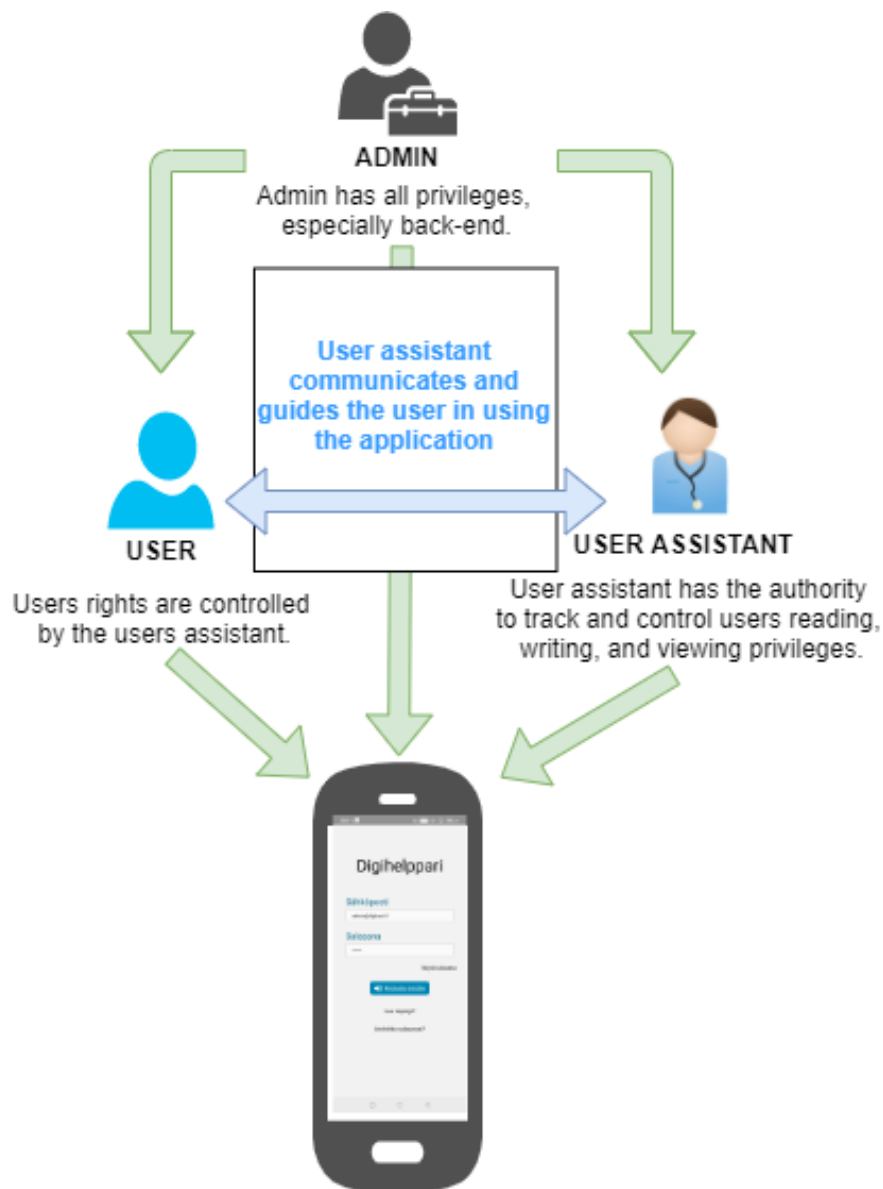 ADMIN
Admin has all privileges,
especially back-end.
User assistant
communicates and
guides the user in using
the application
USER
USER ASSISTANT
Users rights are controlled
by the users assistant.
User assistant has the authority
to track and control users reading,
writing, and viewing privileges.
Digihelppari
Sähköposti
Salasana